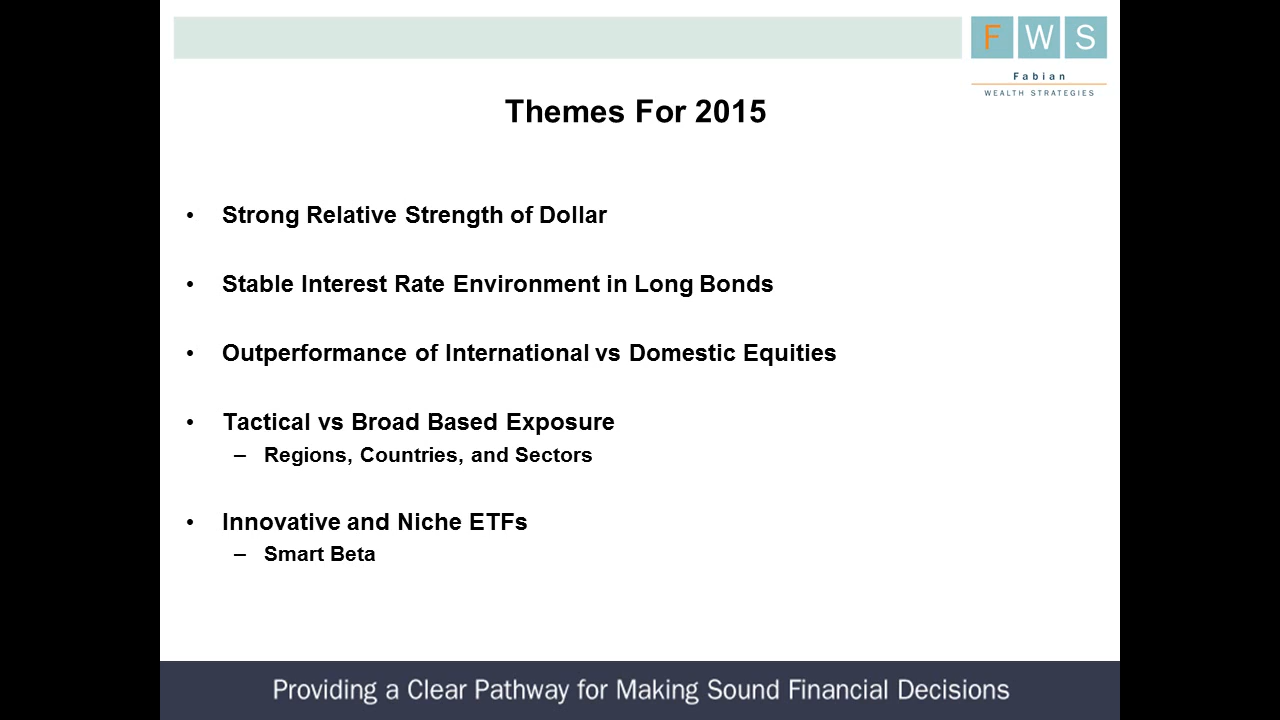 F W S
Fabian
WEALTH STRATEGIES
Themes For 2015
• Strong Relative Strength of Dollar
• Stable Interest Rate Environment in Long Bonds
• Outperformance of International vs Domestic Equities
• Tactical vs Broad Based Exposure
– Regions, Countries, and Sectors
• Innovative and Niche ETFs
– Smart Beta
Providing a Clear Pathway for Making Sound Financial Decisions